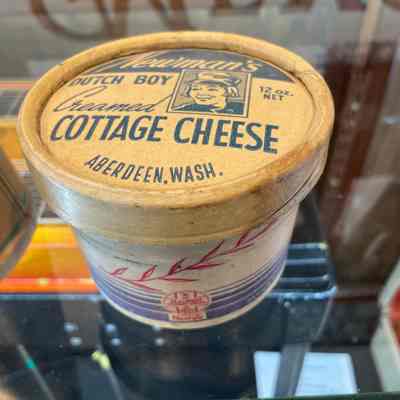 Newman's
DUTCH BOY
12 oz.
NET
Creamed
COTTAGE CHEESE
ABERDEEN, WASH.